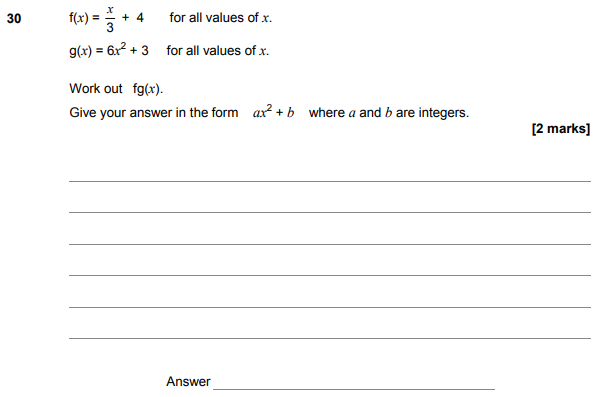 30 f(x) = x/3 + 4 for all values of x.
g(x) = 6x² + 3 for all values of x.
Work out fg(x).
Give your answer in the form ax² + b where a and b are integers.
[2 marks]
Answer